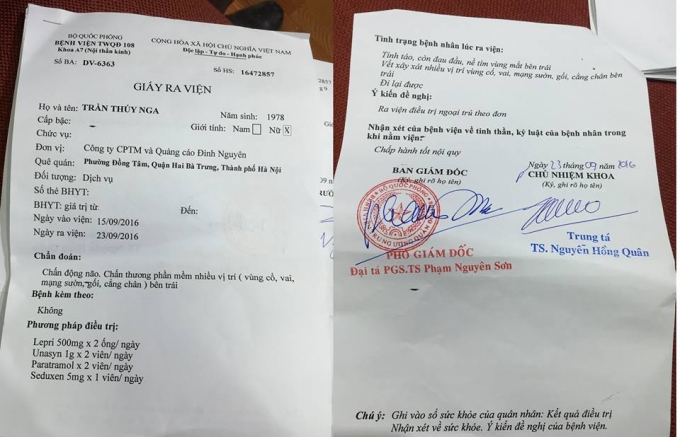 BỘ QUỐC PHÒNG
BỆNH VIỆN TWQĐ 108
Khoa A7 (Nội thần kinh)
CỘNG HÒA XÃ HỘI CHỦ NGHĨA VIỆT NAM
Độc lập - Tự do - Hạnh phúc
Số BA: DV-6363
Số HS: 16472857
GIẤY RA VIỆN
Họ và tên: TRẦN THÚY NGA
Năm sinh: 1978
Cấp bậc:
Giới tính: Nam Nữ X
Chức vụ:
Đơn vị: Công ty CPTM và Quảng cáo Đình Nguyên
Quê quán: Phường Đồng Tâm, Quận Hai Bà Trưng, Thành phố Hà Nội
Đối tượng: Dịch vụ
Số thẻ BHYT:
BHYT: giá trị từ: Đến:
Ngày vào viện: 15/09/2016
Ngày ra viện: 23/09/2016
Chẩn đoán:
Chấn động não. Chấn thương phần mềm nhiều vị trí ( vùng cổ, vai,
mạng sườn, gối, cẳng chân ) bên trái
Bệnh kèm theo:
Không
Phương pháp điều trị:
Lepri 500mg x 2 ống/ ngày
Unasyn 1g x 2 viên/ ngày
Paratramol x 2 viên/ ngày
Seduxen 5mg x 1 viên/ ngày
Tình trạng bệnh nhân lúc ra viện:
Tỉnh táo, còn đau đầu, nề tím vùng mắt bên trái
Vết xây xát nhiều vị trí vùng cổ, vai, mạng sườn, gối, cẳng chân bên
trái
Đi lại được
Ý kiến đề nghị:
Ra viện điều trị ngoại trú theo đơn
Nhận xét của bệnh viện về tinh thần, kỷ luật của bệnh nhân trong
khi nằm viện:
Chấp hành tốt nội quy
Ngày 23 tháng 09 / 2016
BAN GIÁM ĐỐC
(Ký, ghi rõ họ tên)
CHỦ NHIỆM KHOA
(Ký, ghi rõ họ tên)
PHÓ GIÁM ĐỐC
Đại tá PGS.TS Phạm Nguyên Sơn
Trung tá
TS. Nguyễn Hồng Quân
Chú ý: Ghi vào sổ sức khỏe của quân nhân: Kết quả điều trị
Nhận xét về sức khỏe. Ý kiến đề nghị của bệnh viện.